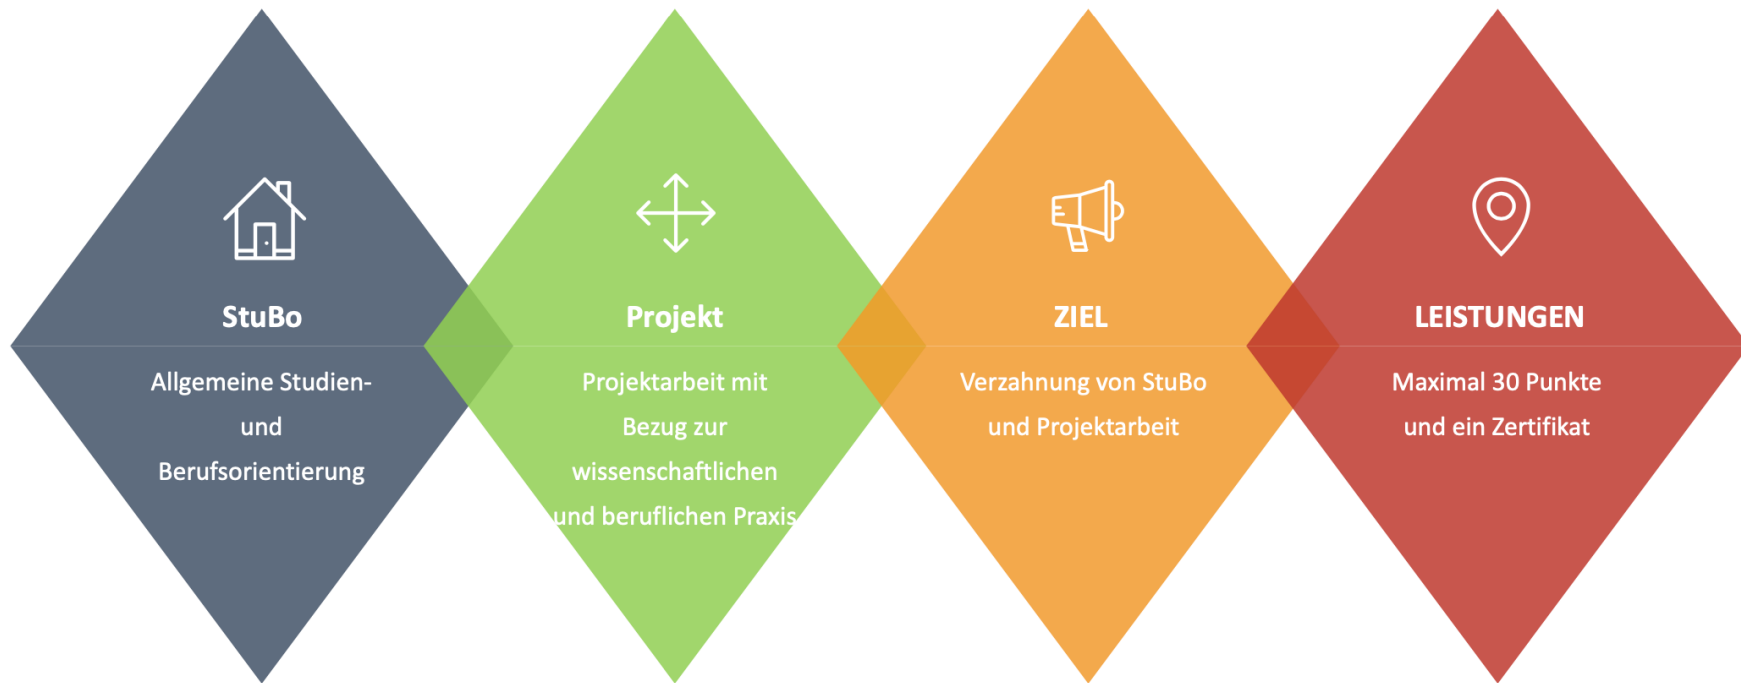 StuBo
Allgemeine Studien-
und
Berufsorientierung
Projekt
Projektarbeit mit
Bezug zur
wissenschaftlichen
und beruflichen Praxis
ZIEL
Verzahnung von StuBo
und Projektarbeit
LEISTUNGEN
Maximal 30 Punkte
und ein Zertifikat